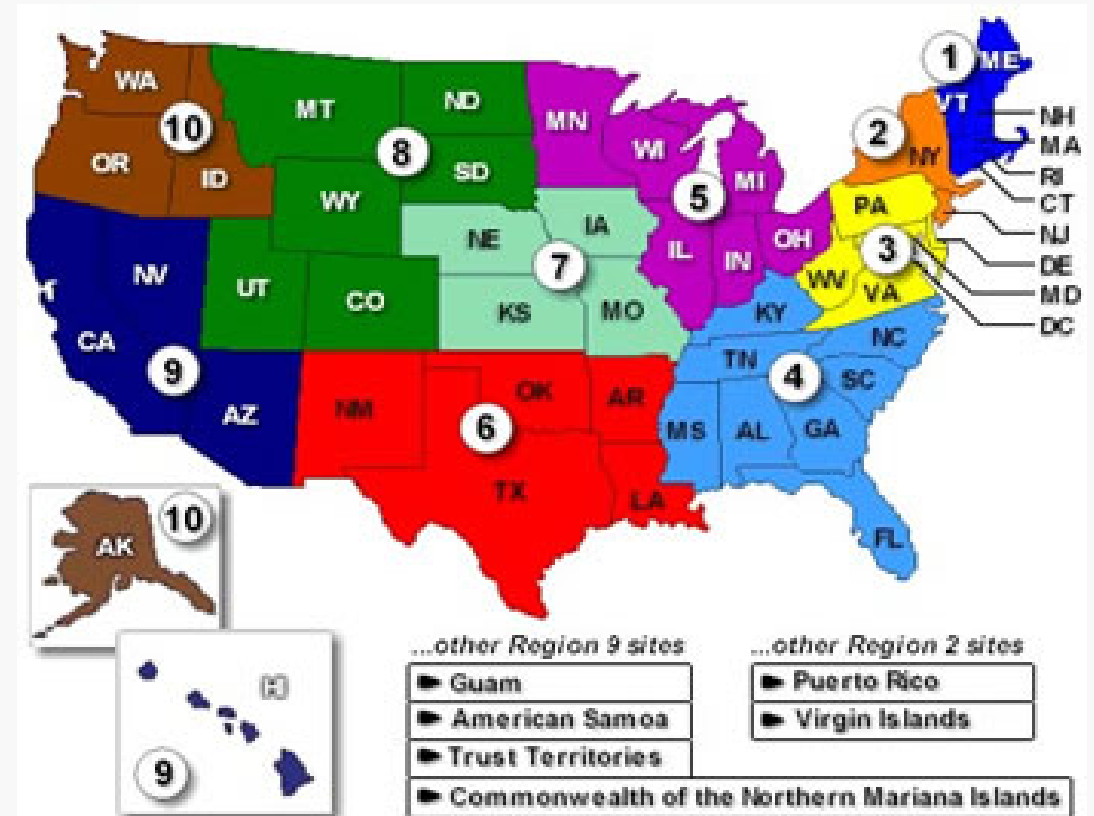 1
ME
WA
MT
ND
MN
VT
NH
10
2
MA
OR
ID
8
SD
WI
MI
NY
RI
WY
5
PA
CT
NE
IA
IL
IN
OH
3
NJ
NV
UT
CO
7
WV
VA
DE
KS
MO
KY
MD
CA
9
TN
4
NC
DC
AZ
NM
OK
AR
SC
6
MS
AL
GA
TX
LA
FL
10
AK
9
...other Region 9 sites
Guam
American Samoa
Trust Territories
Commonwealth of the Northern Mariana Islands
...other Region 2 sites
Puerto Rico
Virgin Islands